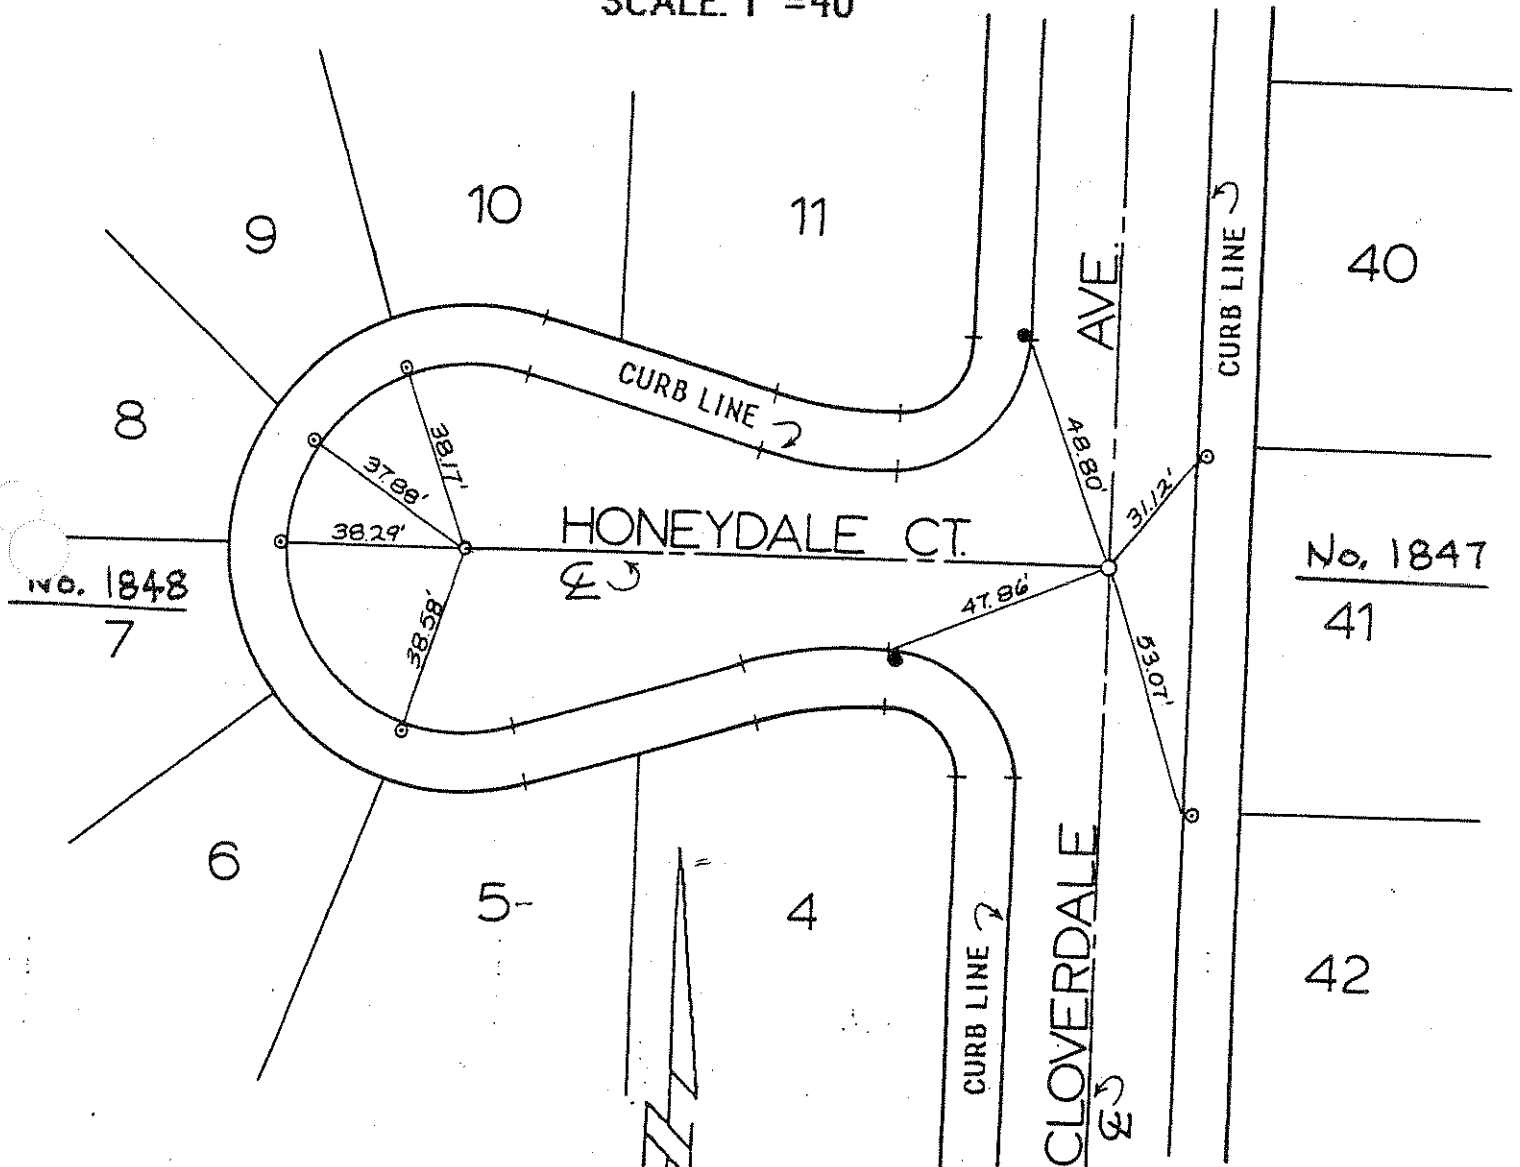 SCALE: 1"=40'
9
10
11
40
8
CURB LINE
CURB LINE
AVE.
38.17'
37.88'
38.29'
38.58'
48.80'
31.12'
47.86'
53.07'
HONEYDALE CT.
℄
No. 1848
7
No. 1847
41
6
5
4
42
CURB LINE
CLOVERDALE
℄